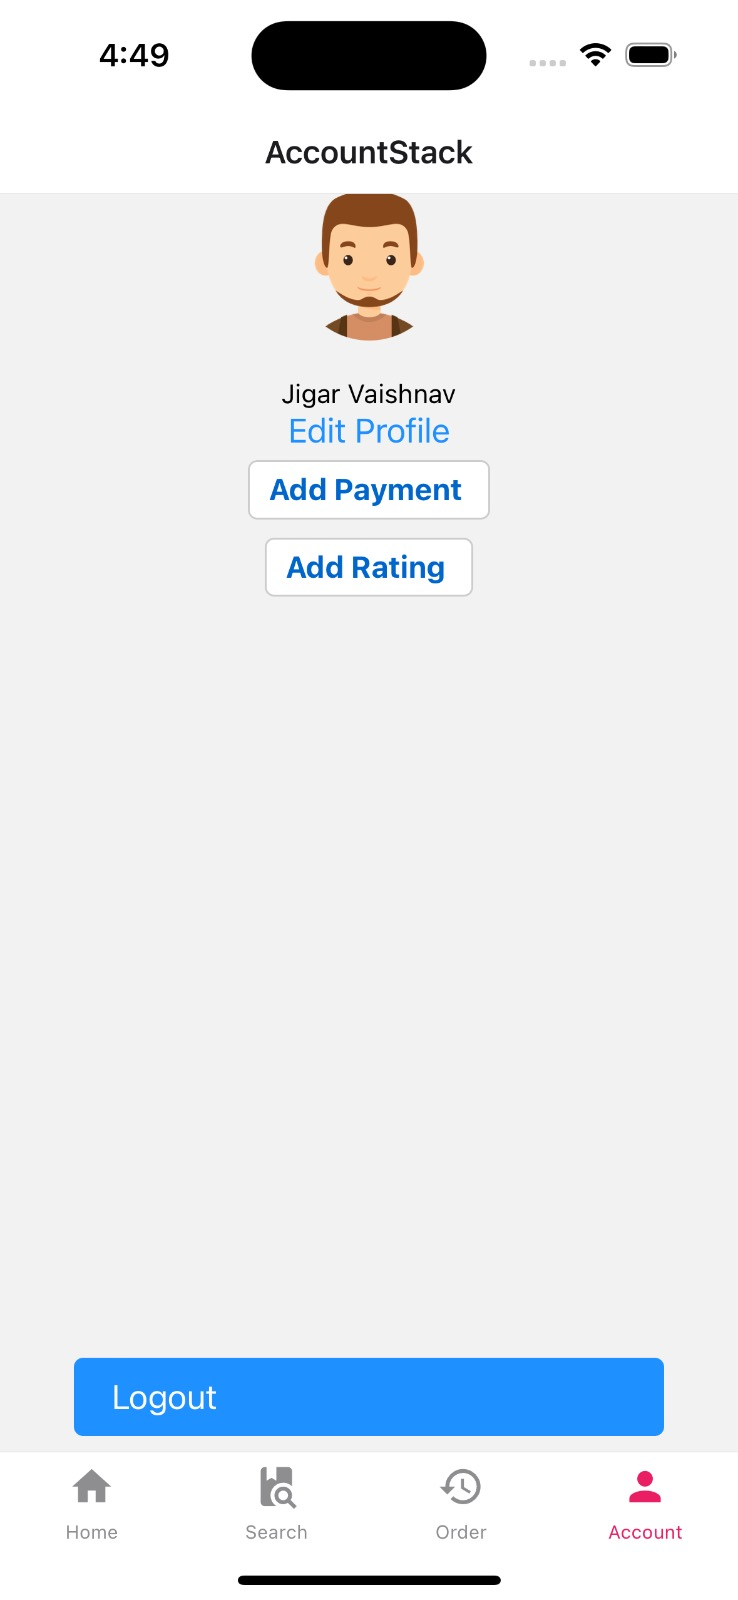 4:49
AccountStack
Jigar Vaishnav
Edit Profile
Add Payment
Add Rating
Logout
Home
Search
Order
Account